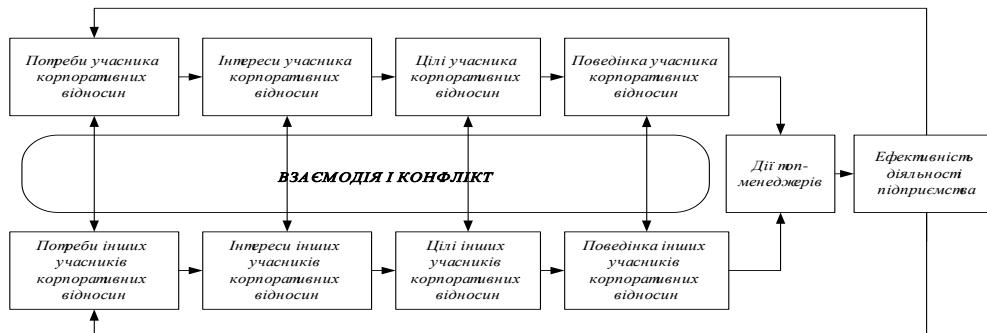 Потреби учасника
корпоративних
відносин
Інтереси учасника
корпоративних
відносин
Цілі учасника
корпоративних
відносин
Поведінка учасника
корпоративних
відносин
ВЗАЄМОДІЯ І КОНФЛІКТ
Дії топ-
менеджерів
Ефективність
діяльності
підприємства
Потреби інших
учасників
корпоративних
відносин
Інтереси інших
учасників
корпоративних
відносин
Цілі інших
учасників
корпоративних
відносин
Поведінка інших
учасників
корпоративних
відносин